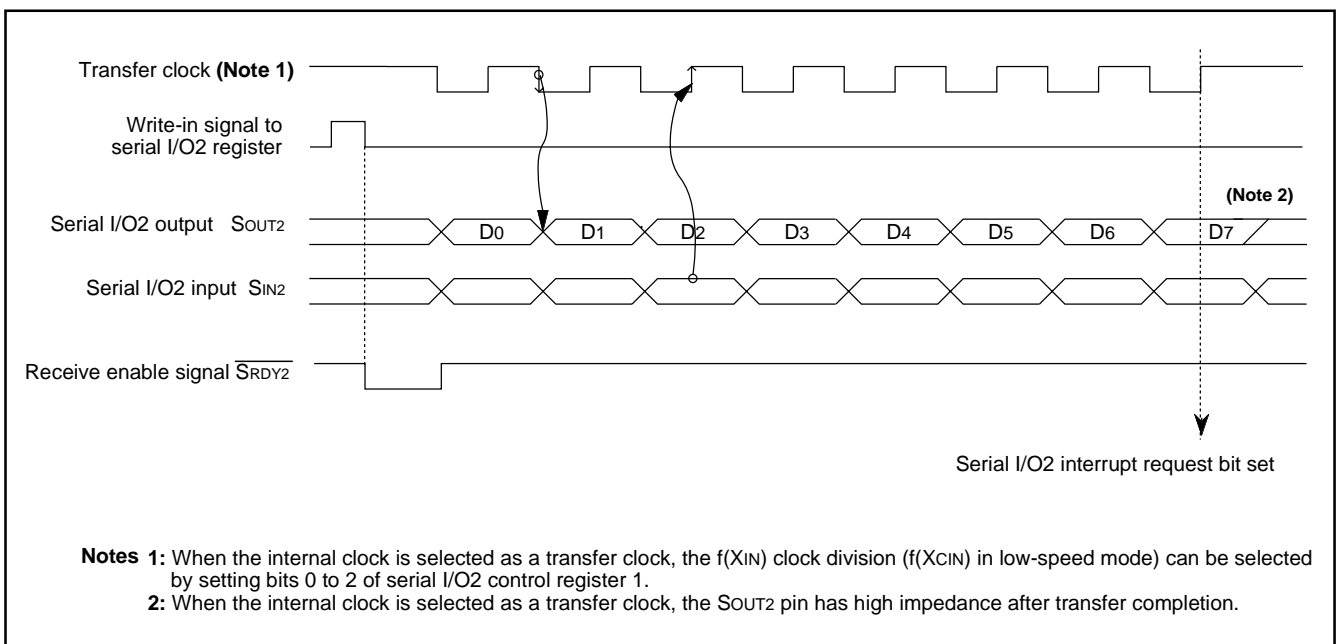 Transfer clock (Note 1)
Write-in signal to
serial I/O2 register
(Note 2)
Serial I/O2 output SOUT2
D0 D1 D2 D3 D4 D5 D6 D7
Serial I/O2 input SIN2
Receive enable signal SRDY2
Serial I/O2 interrupt request bit set
Notes 1: When the internal clock is selected as a transfer clock, the f(XIN) clock division (f(XCIN) in low-speed mode) can be selected
by setting bits 0 to 2 of serial I/O2 control register 1.
2: When the internal clock is selected as a transfer clock, the SOUT2 pin has high impedance after transfer completion.